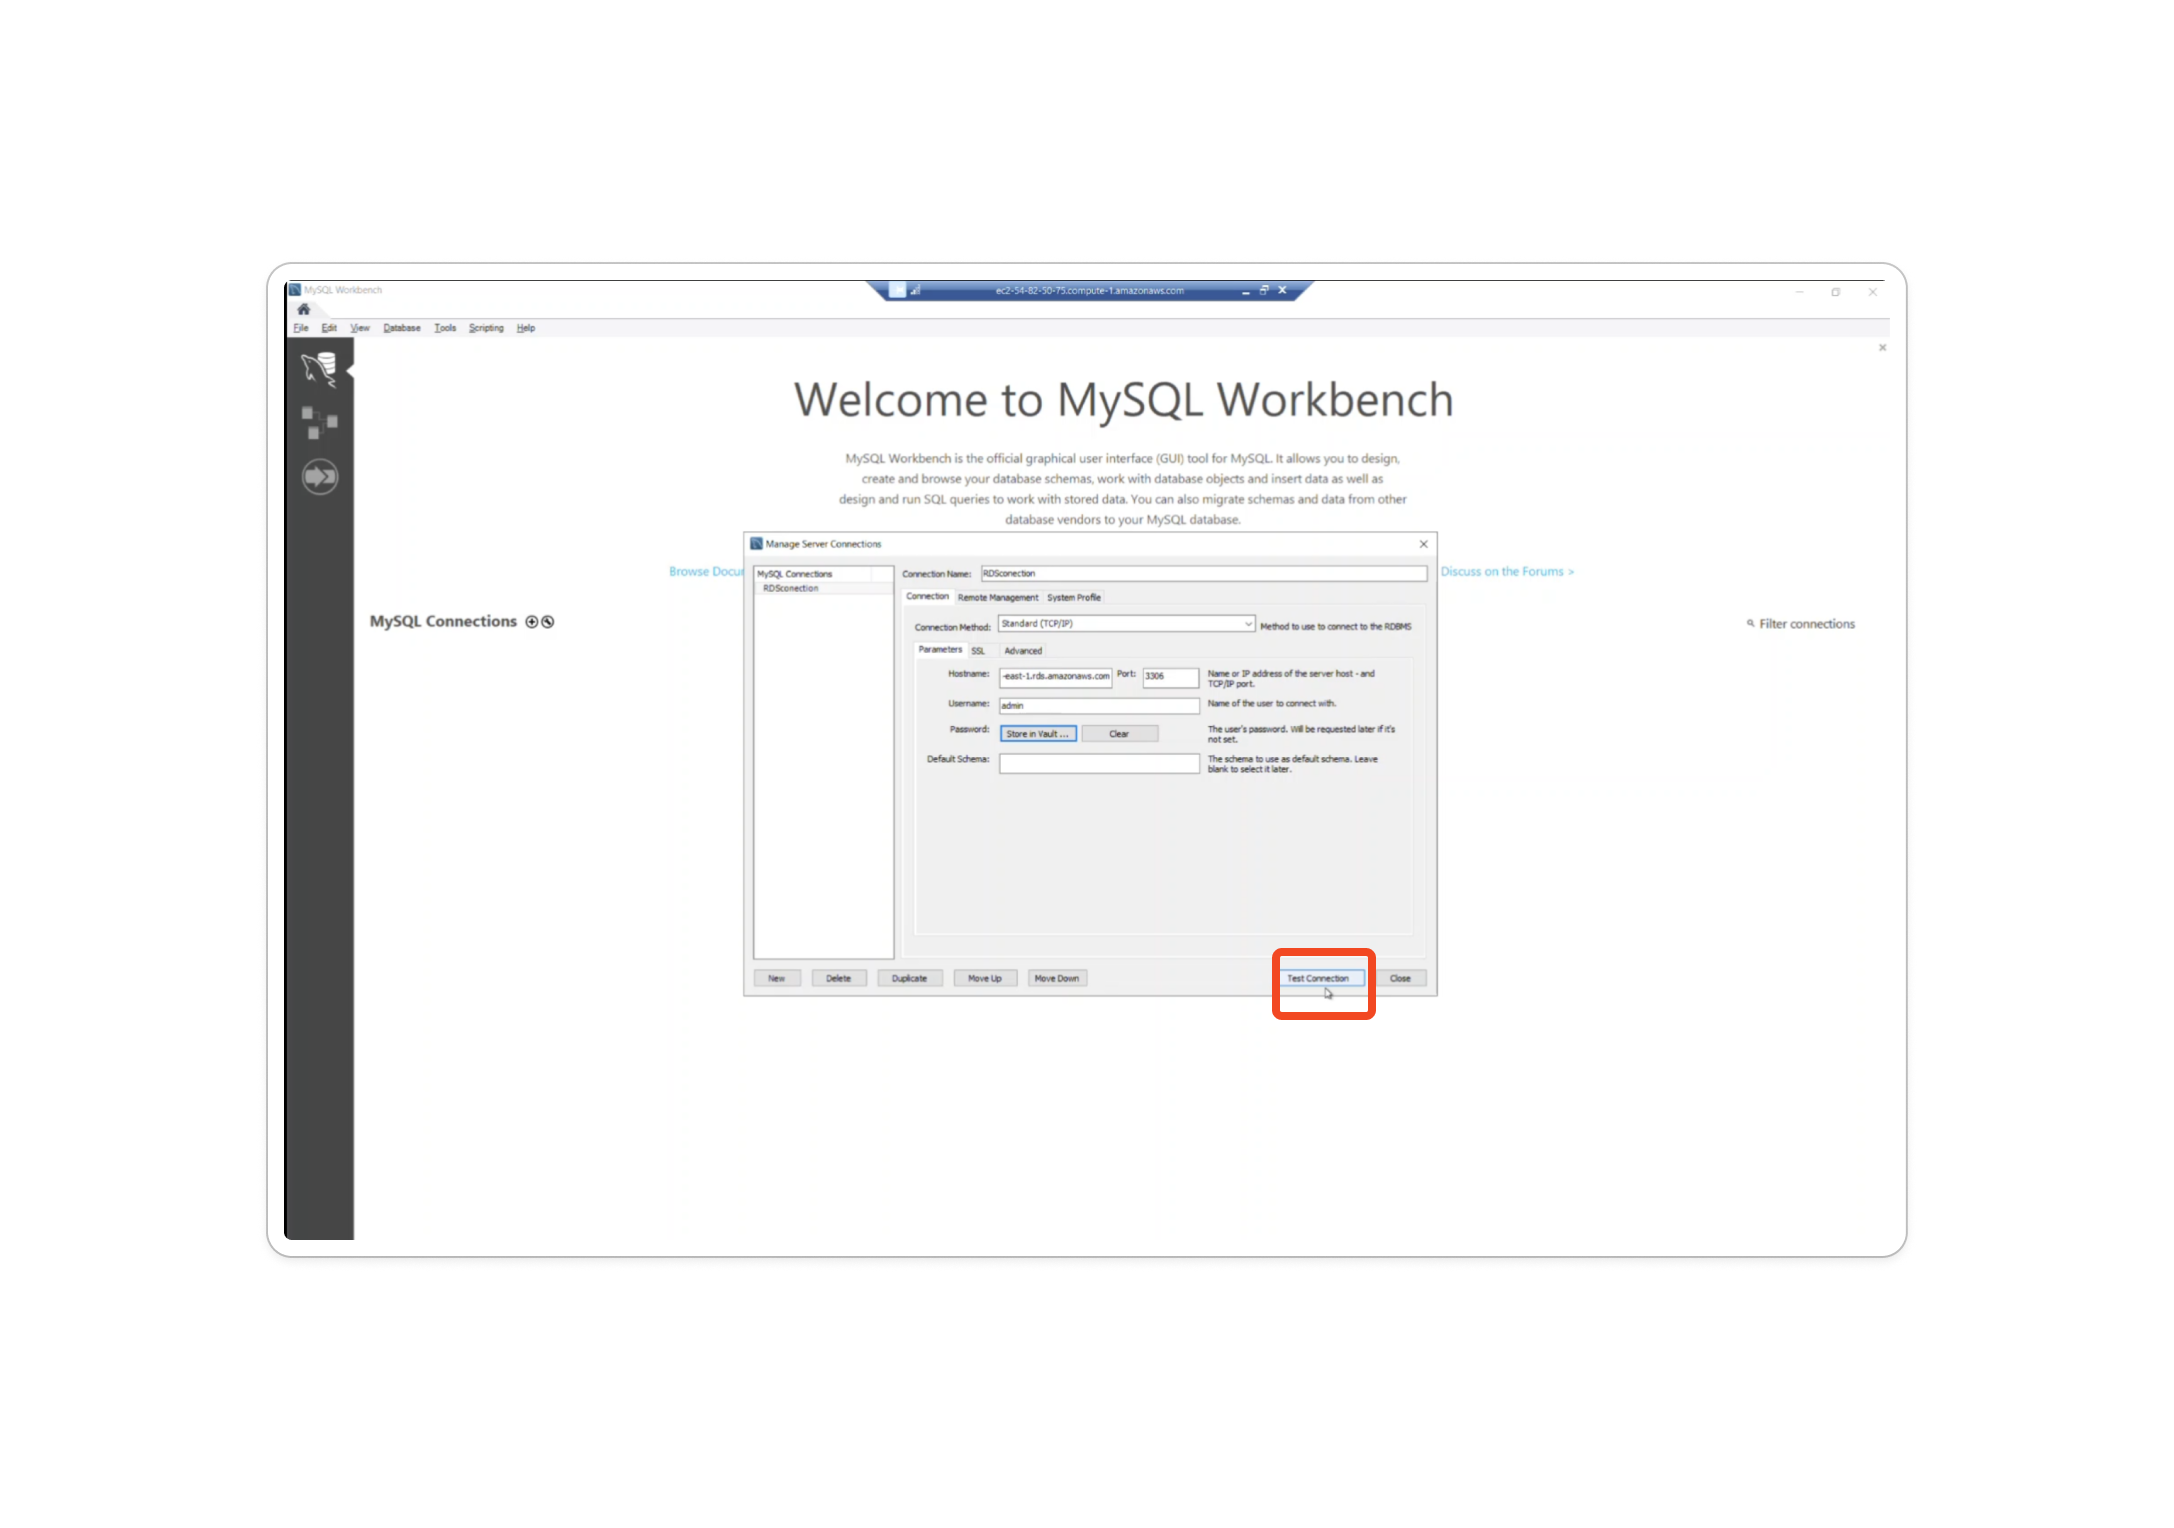 MySQL Workbench
ec2-54-82-50-75.compute-1.amazonaws.com
File Edit View Database Tools Scripting Help
Welcome to MySQL Workbench
MySQL Workbench is the official graphical user interface (GUI) tool for MySQL. It allows you to design,
create and browse your database schemas, work with database objects and insert data as well as
design and run SQL queries to work with stored data. You can also migrate schemas and data from other
database vendors to your MySQL database.
Browse Docu
Discuss on the Forums >
MySQL Connections
Filter connections
Manage Server Connections
MySQL Connections
RDSconection
Connection Name: RDSconection
Connection Remote Management System Profile
Connection Method: Standard (TCP/IP) Method to use to connect to the RDBMS
Parameters SSL Advanced
Hostname: -east-1.rds.amazonaws.com Port: 3306 Name or IP address of the server host - and
TCP/IP port.
Username: admin Name of the user to connect with.
Password: Store in Vault ... Clear The user's password. Will be requested later if it's
not set.
Default Schema: The schema to use as default schema. Leave
blank to select it later.
New Delete Duplicate Move Up Move Down Test Connection Close